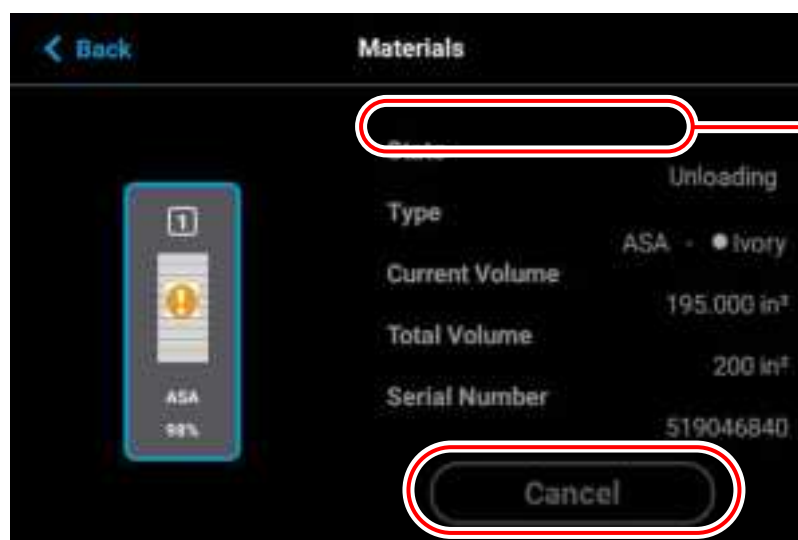 Back
Materials
State
Unloading
1
Type
ASA - Ivory
Current Volume
195.000 in³
Total Volume
200 in³
ASA
Serial Number
98%
519046840
Cancel